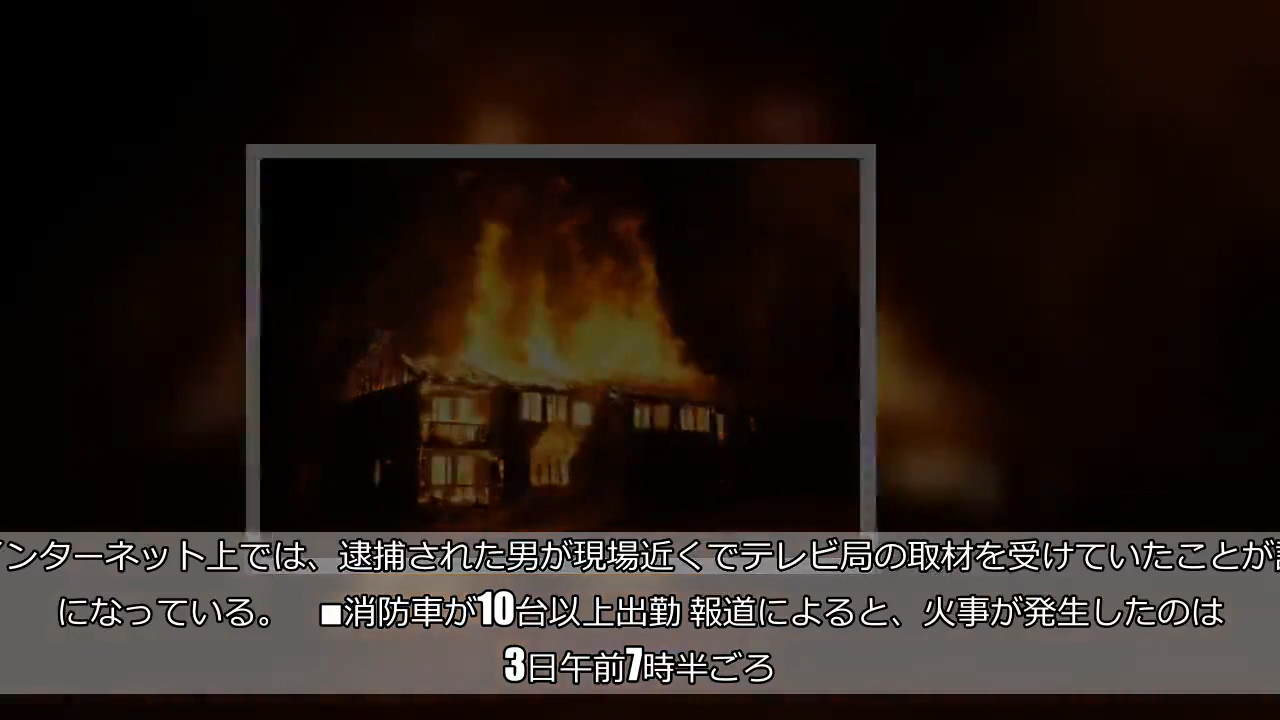 インターネット上では、逮捕された男が現場近くでテレビ局の取材を受けていたことが
になっている。 ■消防車が10台以上出勤 報道によると、火事が発生したのは
3日午前7時半ごろ